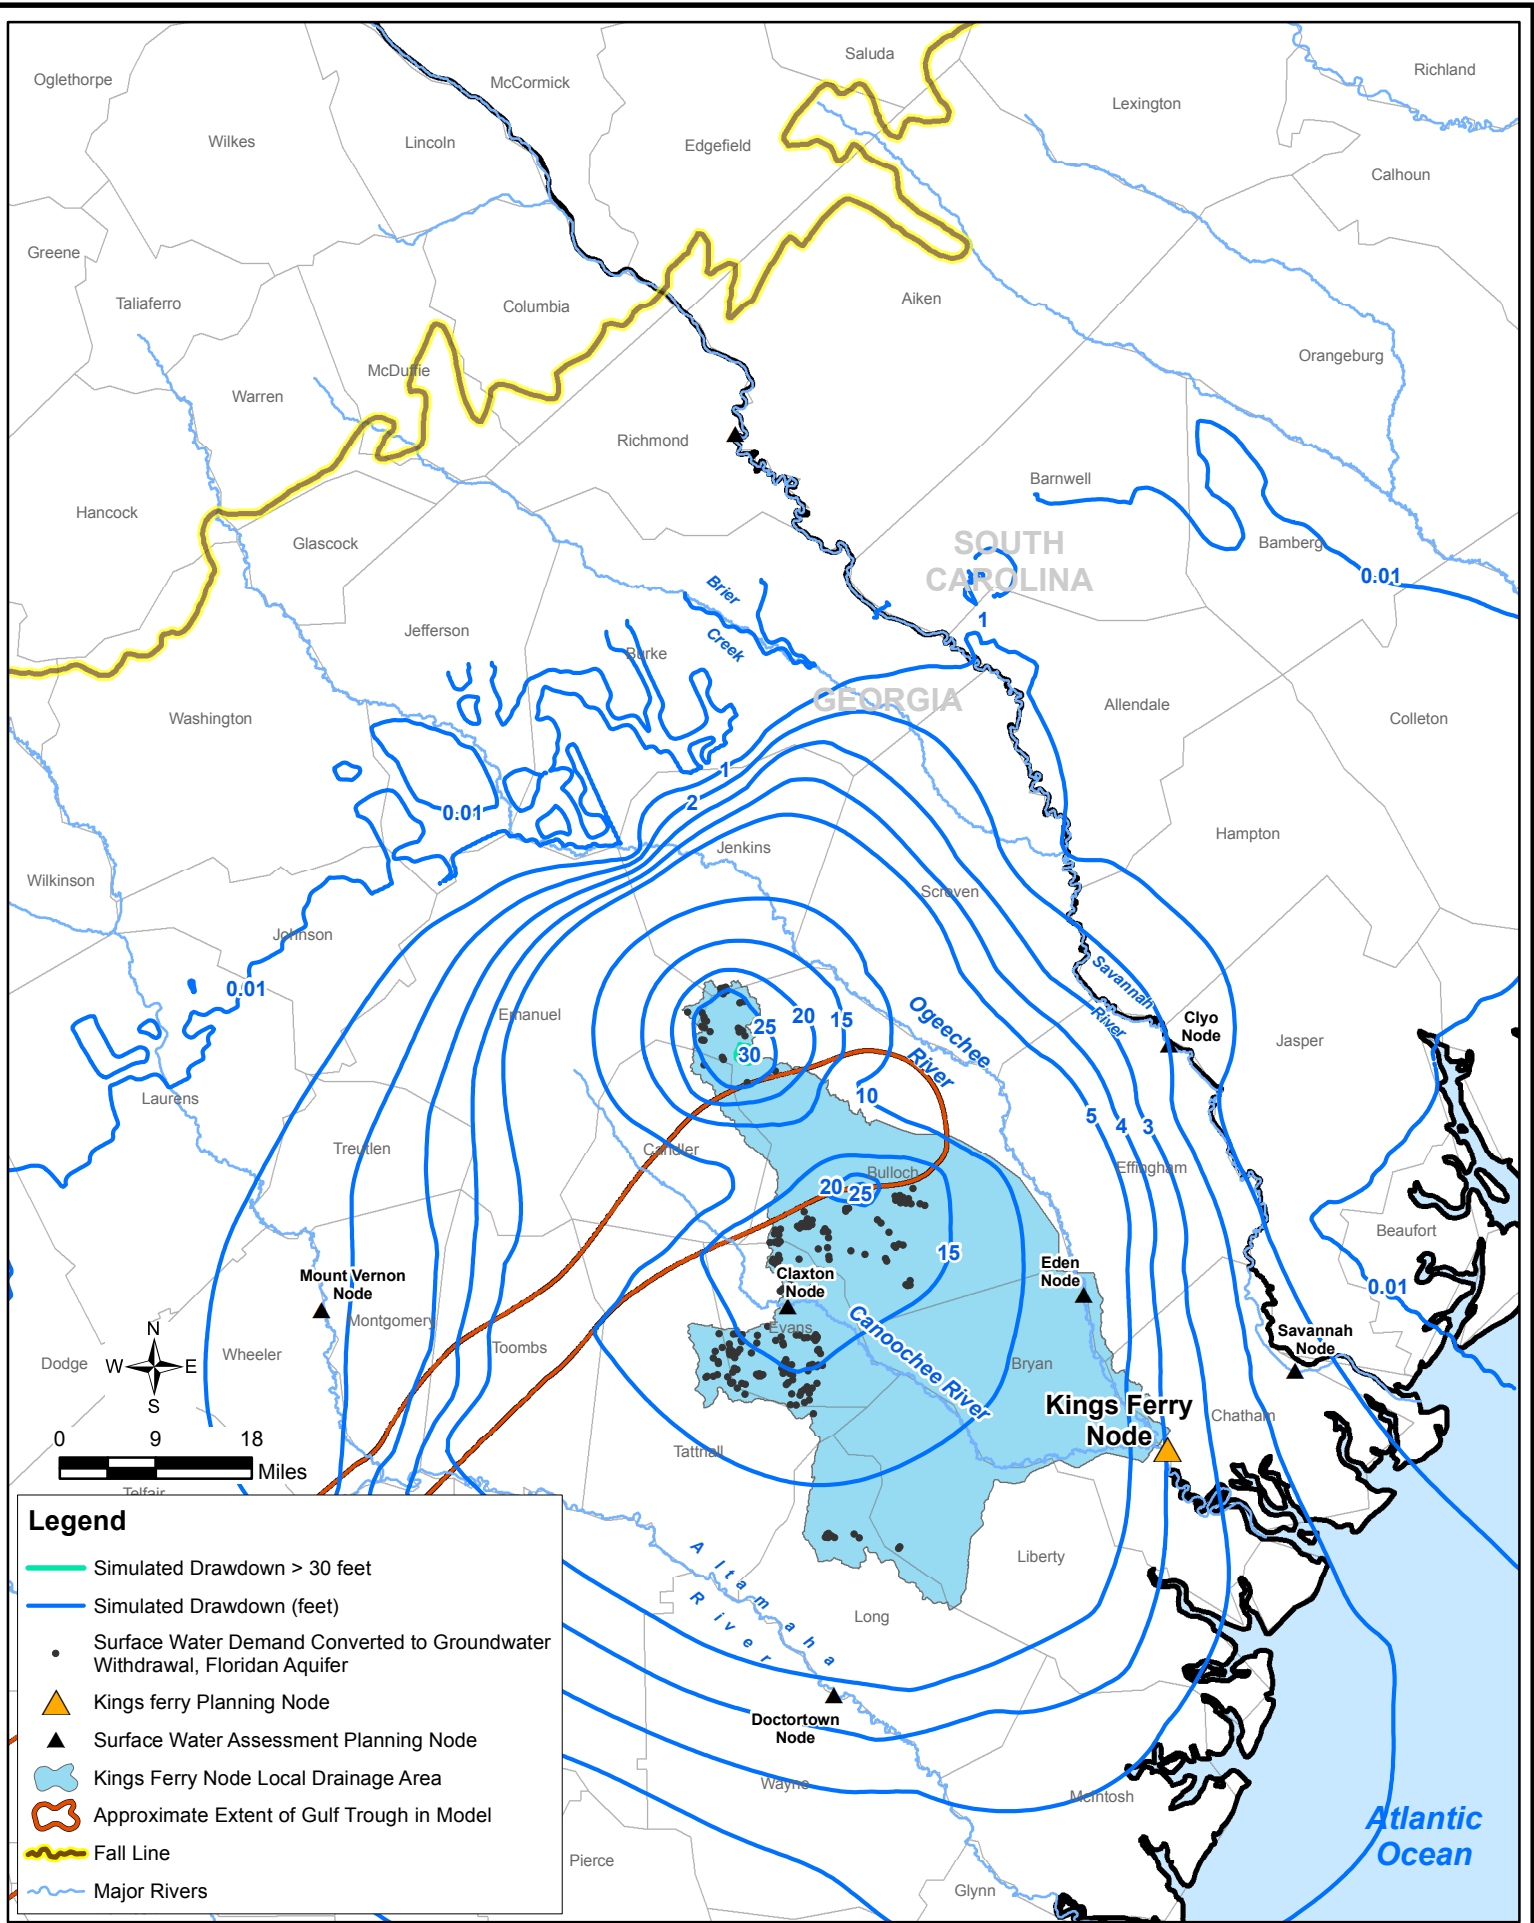 Saluda
Richland
Oglethorpe
McCormick
Lexington
Wilkes
Lincoln
Edgefield
Calhoun
Greene
Taliaferro
Columbia
Aiken
Orangeburg
McDuffie
Warren
Richmond
Barnwell
Hancock
Glascock
SOUTH
CAROLINA
Bamberg
0.01
Brier
Creek
1
Jefferson
Burke
GEORGIA
Allendale
Colleton
Washington
1
2
0.01
Hampton
Jenkins
Wilkinson
Screven
Johnson
0.01
Savannah
River
Emanuel
25
20
15
30
Ogeechee
River
Clyo
Node
Jasper
Laurens
10
5
4
3
Treutlen
Candler
Bulloch
Effingham
20
25
Beaufort
15
Mount Vernon
Node
Claxton
Node
Eden
Node
0.01
Montgomery
Evans
Canoochee River
Savannah
Node
N
W
E
S
Dodge
Wheeler
Toombs
Bryan
Kings Ferry
Node
Chatham
0
9
18
Miles
Tattnall
Telfair
Legend
Simulated Drawdown > 30 feet
Simulated Drawdown (feet)
Surface Water Demand Converted to Groundwater
Withdrawal, Floridan Aquifer
Kings ferry Planning Node
Surface Water Assessment Planning Node
Kings Ferry Node Local Drainage Area
Approximate Extent of Gulf Trough in Model
Fall Line
Major Rivers
Altamaha
River
Liberty
Long
Doctortown
Node
Wayne
McIntosh
Atlantic
Ocean
Pierce
Glynn